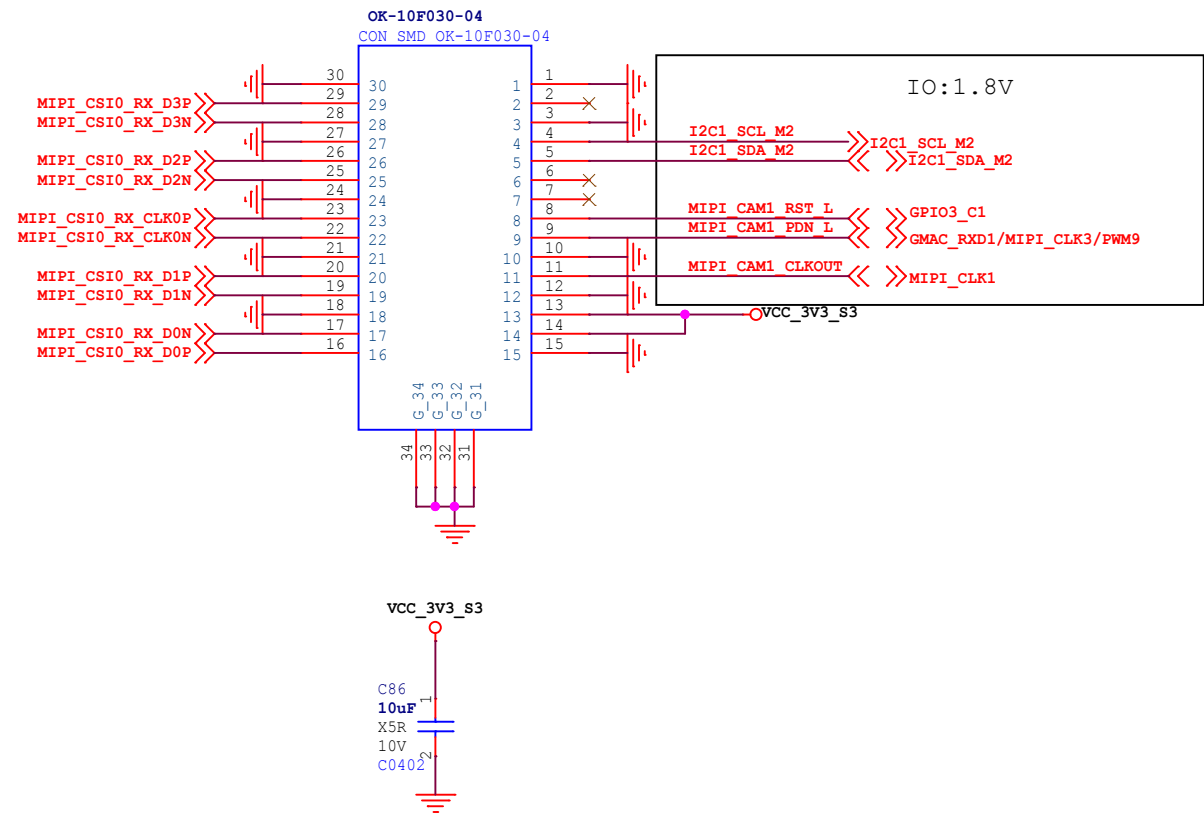 OK-10F030-04
CON SMD OK-10F030-04
IO:1.8V
30 30 1 1
MIPI_CSI0_RX_D3P 29 29 2 2
MIPI_CSI0_RX_D3N 28 28 3 3
27 27 4 4 I2C1_SCL_M2 I2C1_SCL_M2
MIPI_CSI0_RX_D2P 26 26 5 5 I2C1_SDA_M2 I2C1_SDA_M2
MIPI_CSI0_RX_D2N 25 25 6 6
24 24 7 7
MIPI_CSI0_RX_CLK0P 23 23 8 8 MIPI_CAM1_RST_L GPIO3_C1
MIPI_CSI0_RX_CLK0N 22 22 9 9 MIPI_CAM1_PDN_L GMAC_RXD1/MIPI_CLK3/PWM9
21 21 10 10
MIPI_CSI0_RX_D1P 20 20 11 11 MIPI_CAM1_CLKOUT MIPI_CLK1
MIPI_CSI0_RX_D1N 19 19 12 12
18 18 13 13 VCC_3V3_S3
MIPI_CSI0_RX_D0N 17 17 14 14
MIPI_CSI0_RX_D0P 16 16 15 15
G_34 G_33 G_32 G_31
34 33 32 31
VCC_3V3_S3
C86 1
10uF
X5R
10V 2
C0402